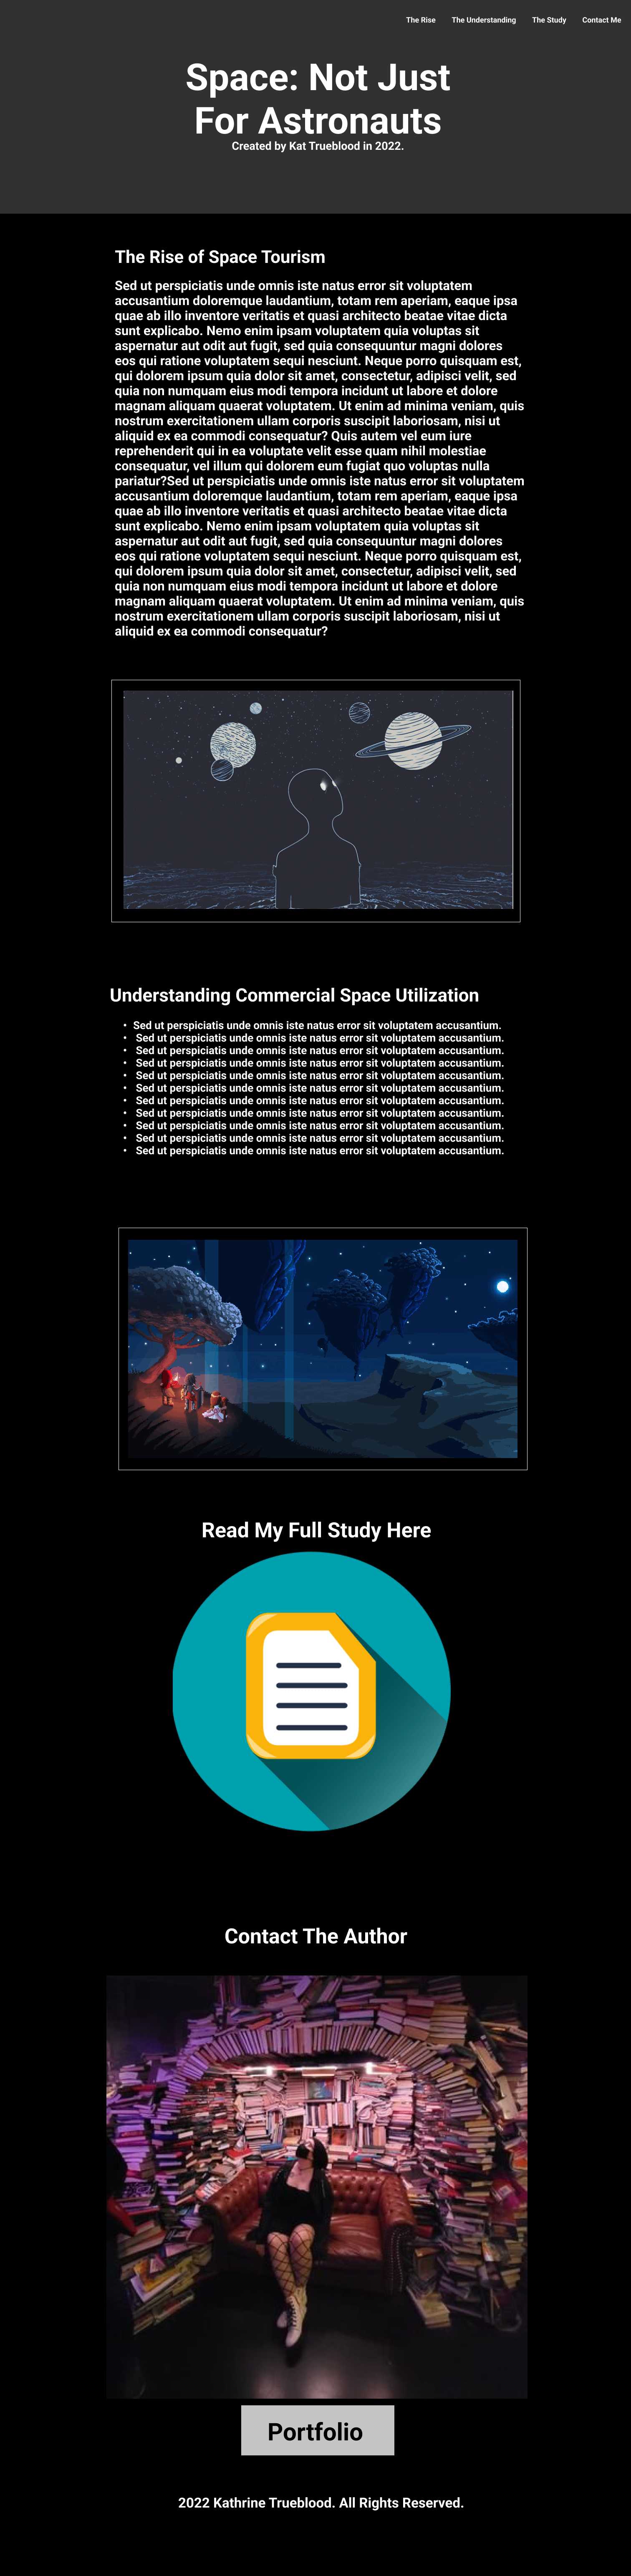 The Rise The Understanding The Study Contact Me
Space: Not Just
For Astronauts
Created by Kat Trueblood in 2022.
The Rise of Space Tourism
Sed ut perspiciatis unde omnis iste natus error sit voluptatem
accusantium doloremque laudantium, totam rem aperiam, eaque ipsa
quae ab illo inventore veritatis et quasi architecto beatae vitae dicta
sunt explicabo. Nemo enim ipsam voluptatem quia voluptas sit
aspernatur aut odit aut fugit, sed quia consequuntur magni dolores
eos qui ratione voluptatem sequi nesciunt. Neque porro quisquam est,
qui dolorem ipsum quia dolor sit amet, consectetur, adipisci velit, sed
quia non numquam eius modi tempora incidunt ut labore et dolore
magnam aliquam quaerat voluptatem. Ut enim ad minima veniam, quis
nostrum exercitationem ullam corporis suscipit laboriosam, nisi ut
aliquid ex ea commodi consequatur? Quis autem vel eum iure
reprehenderit qui in ea voluptate velit esse quam nihil molestiae
consequatur, vel illum qui dolorem eum fugiat quo voluptas nulla
pariatur?Sed ut perspiciatis unde omnis iste natus error sit voluptatem
accusantium doloremque laudantium, totam rem aperiam, eaque ipsa
quae ab illo inventore veritatis et quasi architecto beatae vitae dicta
sunt explicabo. Nemo enim ipsam voluptatem quia voluptas sit
aspernatur aut odit aut fugit, sed quia consequuntur magni dolores
eos qui ratione voluptatem sequi nesciunt. Neque porro quisquam est,
qui dolorem ipsum quia dolor sit amet, consectetur, adipisci velit, sed
quia non numquam eius modi tempora incidunt ut labore et dolore
magnam aliquam quaerat voluptatem. Ut enim ad minima veniam, quis
nostrum exercitationem ullam corporis suscipit laboriosam, nisi ut
aliquid ex ea commodi consequatur?
Understanding Commercial Space Utilization
• Sed ut perspiciatis unde omnis iste natus error sit voluptatem accusantium.
• Sed ut perspiciatis unde omnis iste natus error sit voluptatem accusantium.
• Sed ut perspiciatis unde omnis iste natus error sit voluptatem accusantium.
• Sed ut perspiciatis unde omnis iste natus error sit voluptatem accusantium.
• Sed ut perspiciatis unde omnis iste natus error sit voluptatem accusantium.
• Sed ut perspiciatis unde omnis iste natus error sit voluptatem accusantium.
• Sed ut perspiciatis unde omnis iste natus error sit voluptatem accusantium.
• Sed ut perspiciatis unde omnis iste natus error sit voluptatem accusantium.
• Sed ut perspiciatis unde omnis iste natus error sit voluptatem accusantium.
• Sed ut perspiciatis unde omnis iste natus error sit voluptatem accusantium.
• Sed ut perspiciatis unde omnis iste natus error sit voluptatem accusantium.
Read My Full Study Here
Contact The Author
Portfolio
2022 Kathrine Trueblood. All Rights Reserved.